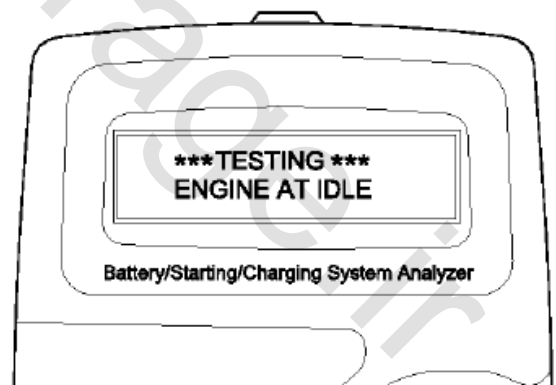 ***TESTING ***
ENGINE AT IDLE
Battery/Starting/Charging System Analyzer